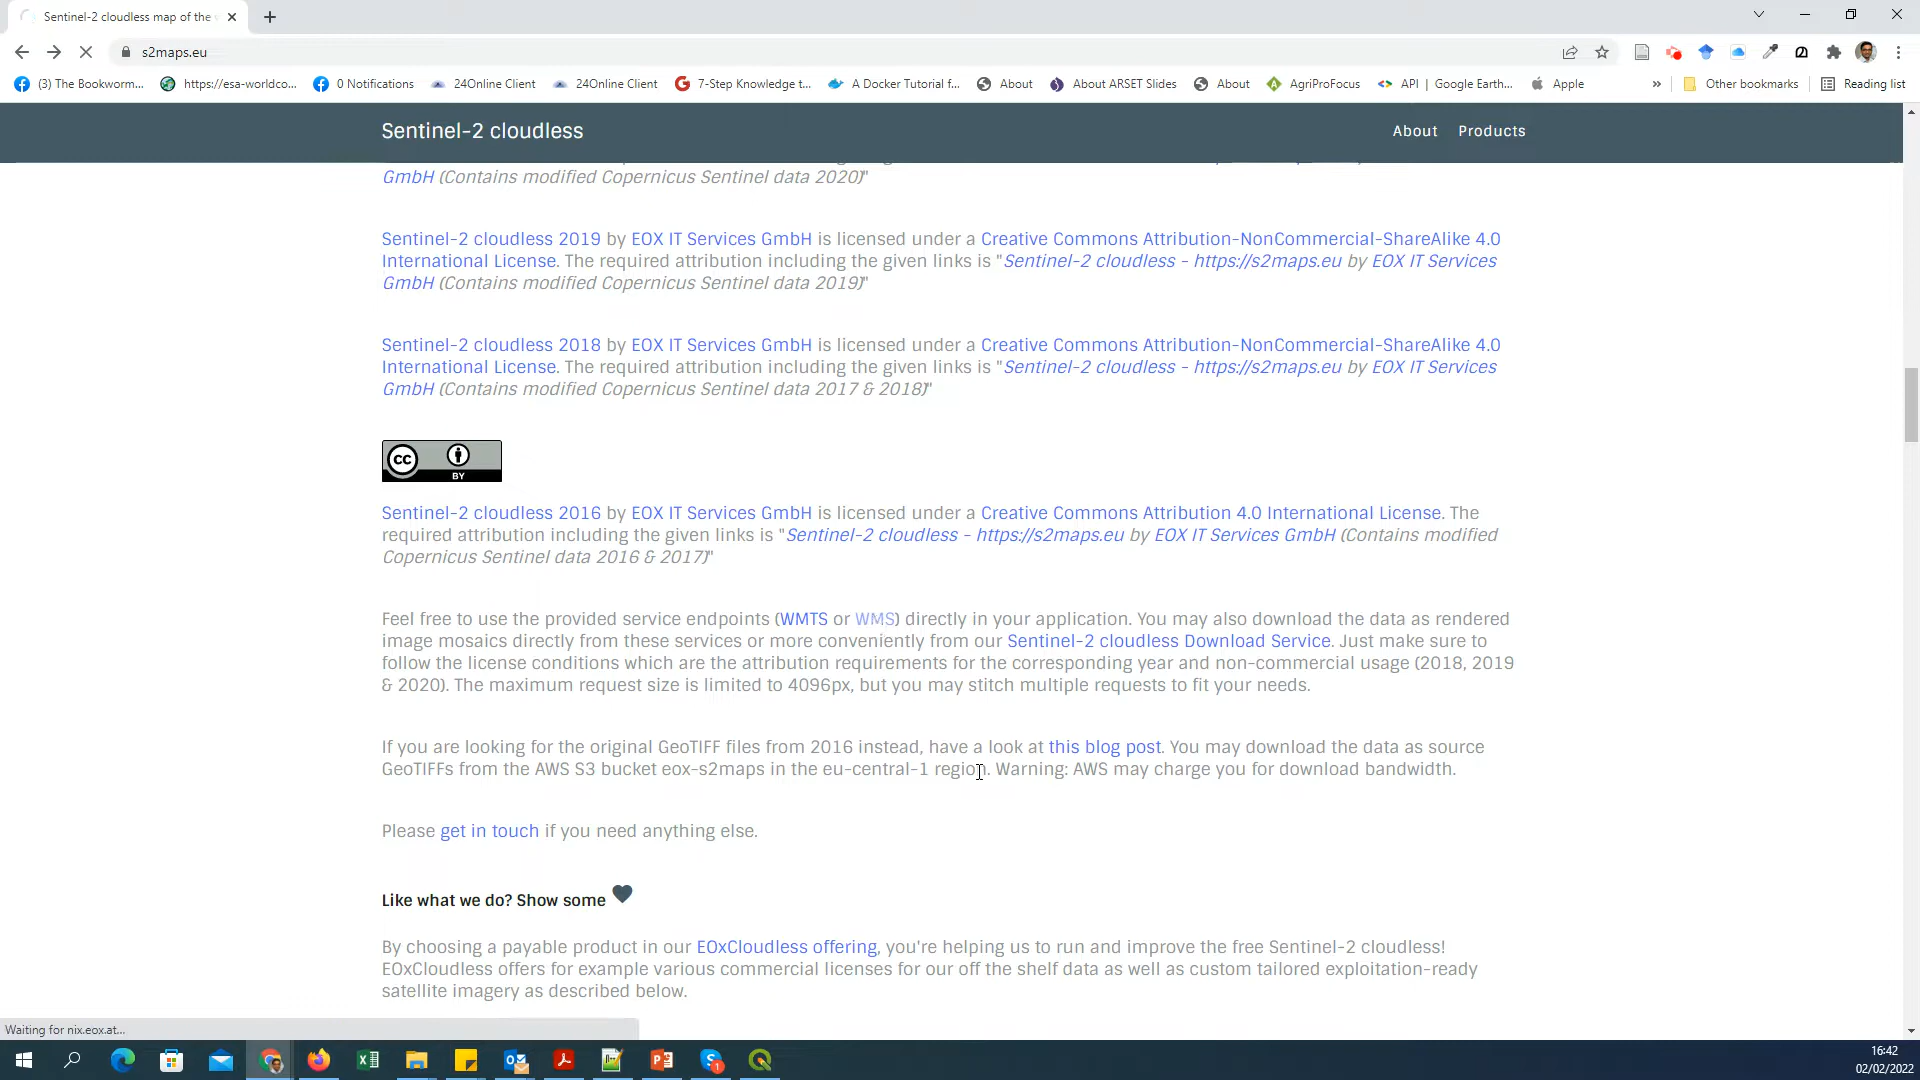 Sentinel-2 cloudless map of the
s2maps.eu
(3) The Bookworm... https://esa-worldco... 0 Notifications 24Online Client 24Online Client 7-Step Knowledge t... A Docker Tutorial f... About About ARSET Slides About AgriProFocus API | Google Earth... Apple » Other bookmarks Reading list
Sentinel-2 cloudless About Products
GmbH (Contains modified Copernicus Sentinel data 2020)"
Sentinel-2 cloudless 2019 by EOX IT Services GmbH is licensed under a Creative Commons Attribution-NonCommercial-ShareAlike 4.0
International License. The required attribution including the given links is "Sentinel-2 cloudless - https://s2maps.eu by EOX IT Services
GmbH (Contains modified Copernicus Sentinel data 2019)"
Sentinel-2 cloudless 2018 by EOX IT Services GmbH is licensed under a Creative Commons Attribution-NonCommercial-ShareAlike 4.0
International License. The required attribution including the given links is "Sentinel-2 cloudless - https://s2maps.eu by EOX IT Services
GmbH (Contains modified Copernicus Sentinel data 2017 & 2018)"
cc
BY
Sentinel-2 cloudless 2016 by EOX IT Services GmbH is licensed under a Creative Commons Attribution 4.0 International License. The
required attribution including the given links is "Sentinel-2 cloudless - https://s2maps.eu by EOX IT Services GmbH (Contains modified
Copernicus Sentinel data 2016 & 2017)"
Feel free to use the provided service endpoints (WMTS or WMS) directly in your application. You may also download the data as rendered
image mosaics directly from these services or more conveniently from our Sentinel-2 cloudless Download Service. Just make sure to
follow the license conditions which are the attribution requirements for the corresponding year and non-commercial usage (2018, 2019
& 2020). The maximum request size is limited to 4096px, but you may stitch multiple requests to fit your needs.
If you are looking for the original GeoTIFF files from 2016 instead, have a look at this blog post. You may download the data as source
GeoTIFFs from the AWS S3 bucket eox-s2maps in the eu-central-1 region. Warning: AWS may charge you for download bandwidth.
Please get in touch if you need anything else.
Like what we do? Show some
By choosing a payable product in our EOxCloudless offering, you're helping us to run and improve the free Sentinel-2 cloudless!
EOxCloudless offers for example various commercial licenses for our off the shelf data as well as custom tailored exploitation-ready
satellite imagery as described below.
Waiting for nix.eox.at...
16:42
02/02/2022